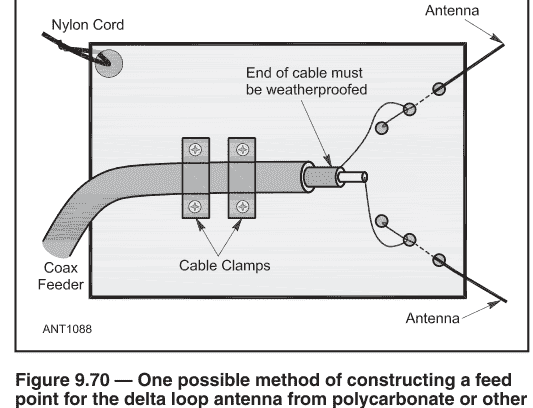 Antenna
Nylon Cord
End of cable must
be weatherproofed
Cable Clamps
Coax
Feeder
Antenna
ANT1088
Figure 9.70 — One possible method of constructing a feed
point for the delta loop antenna from polycarbonate or other